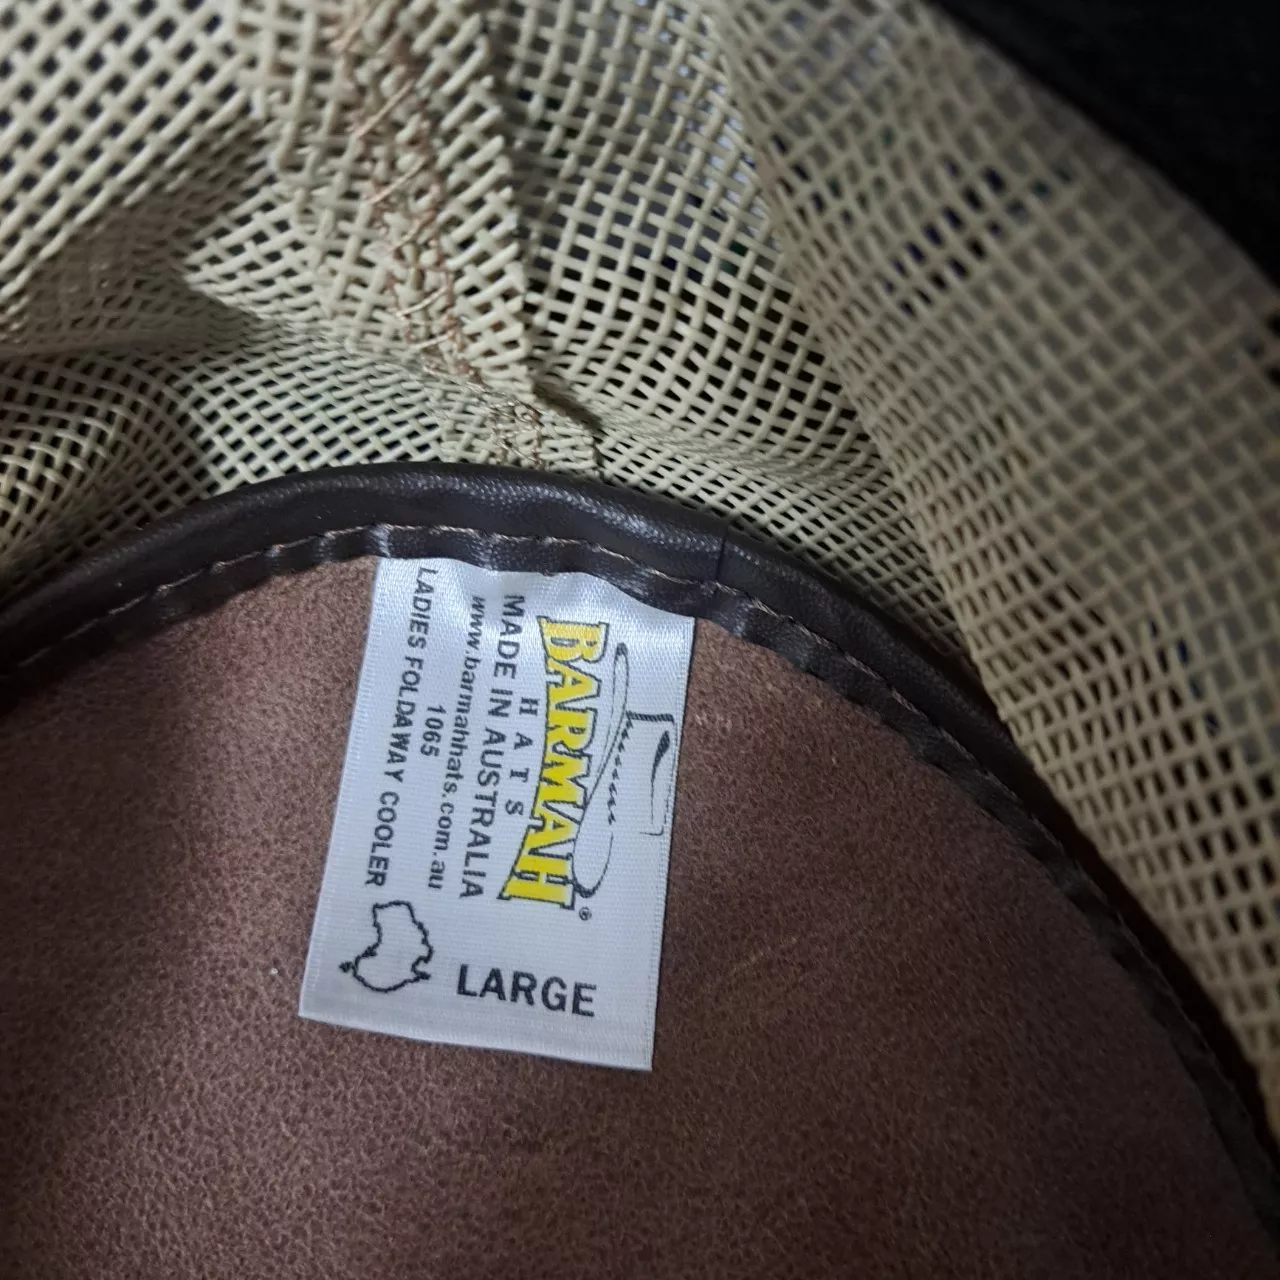 BARMAH®
HATS
MADE IN AUSTRALIA
www.barmahhats.com.au
1065
LADIES FOLDAWAY COOLER
LARGE